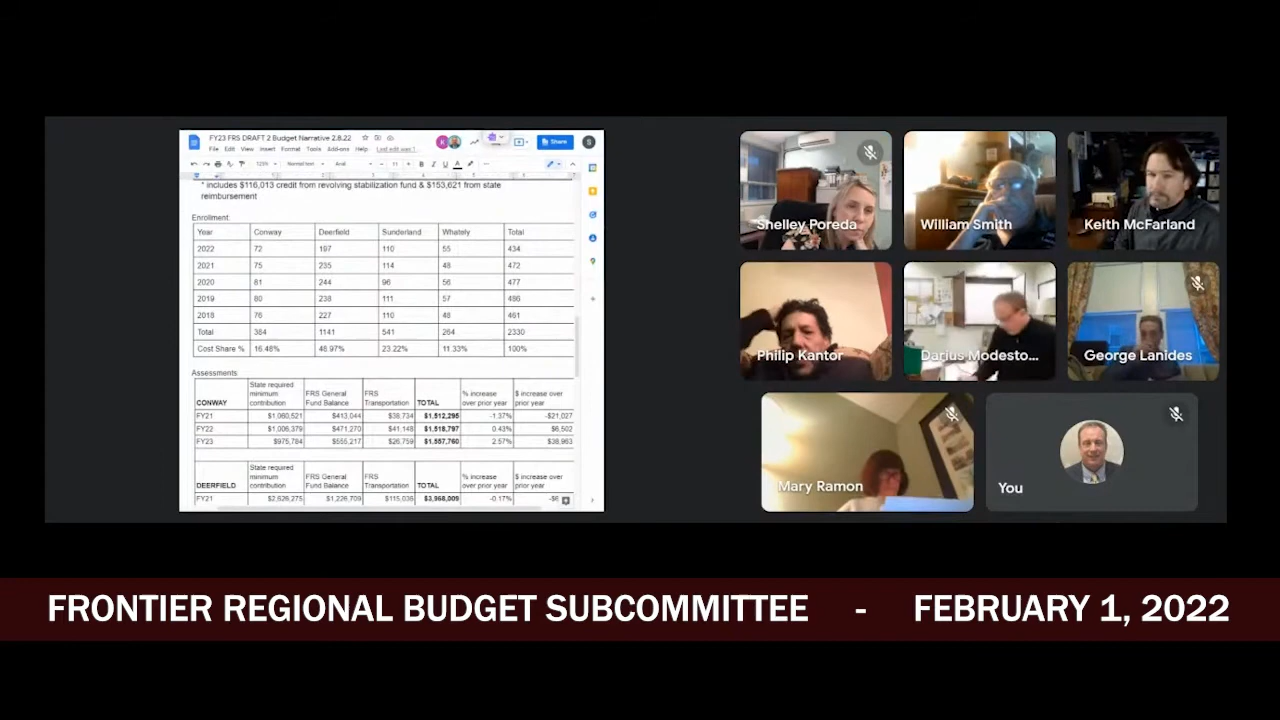 FY23 FRS DRAFT 2 Budget Narrative 2.8.22
File Edit View Insert Format Tools Add-ons Help
Share
* includes $116,013 credit from revolving stabilization fund & $153,621 from state
reimbursement
Enrollment:
Year Conway Deerfield Sunderland Whately Total
2022 72 197 110 55 434
2021 75 235 114 48 472
2020 81 244 96 56 477
2019 80 238 111 57 486
2018 76 227 110 48 461
Total 384 1141 541 264 2330
Cost Share % 16.48% 48.97% 23.22% 11.33% 100%
Assessments:
CONWAY State required minimum contribution FRS General Fund Balance FRS Transportation TOTAL % increase over prior year $ increase over prior year
FY21 $1,060,521 $413,044 $38,734 $1,512,295 -1.37% -$21,027
FY22 $1,006,379 $471,270 $41,148 $1,518,797 0.43% $6,502
FY23 $975,784 $555,217 $26,759 $1,557,760 2.57% $38,963
DEERFIELD State required minimum contribution FRS General Fund Balance FRS Transportation TOTAL % increase over prior year $ increase over prior year
FY21 $2,626,275 $1,226,709 $115,035 $3,968,009 -0.17%
Shelley Poreda
William Smith
Keith McFarland
Philip Kantor
Darius Modesto...
George Lanides
Mary Ramon
You
FRONTIER REGIONAL BUDGET SUBCOMMITTEE - FEBRUARY 1, 2022